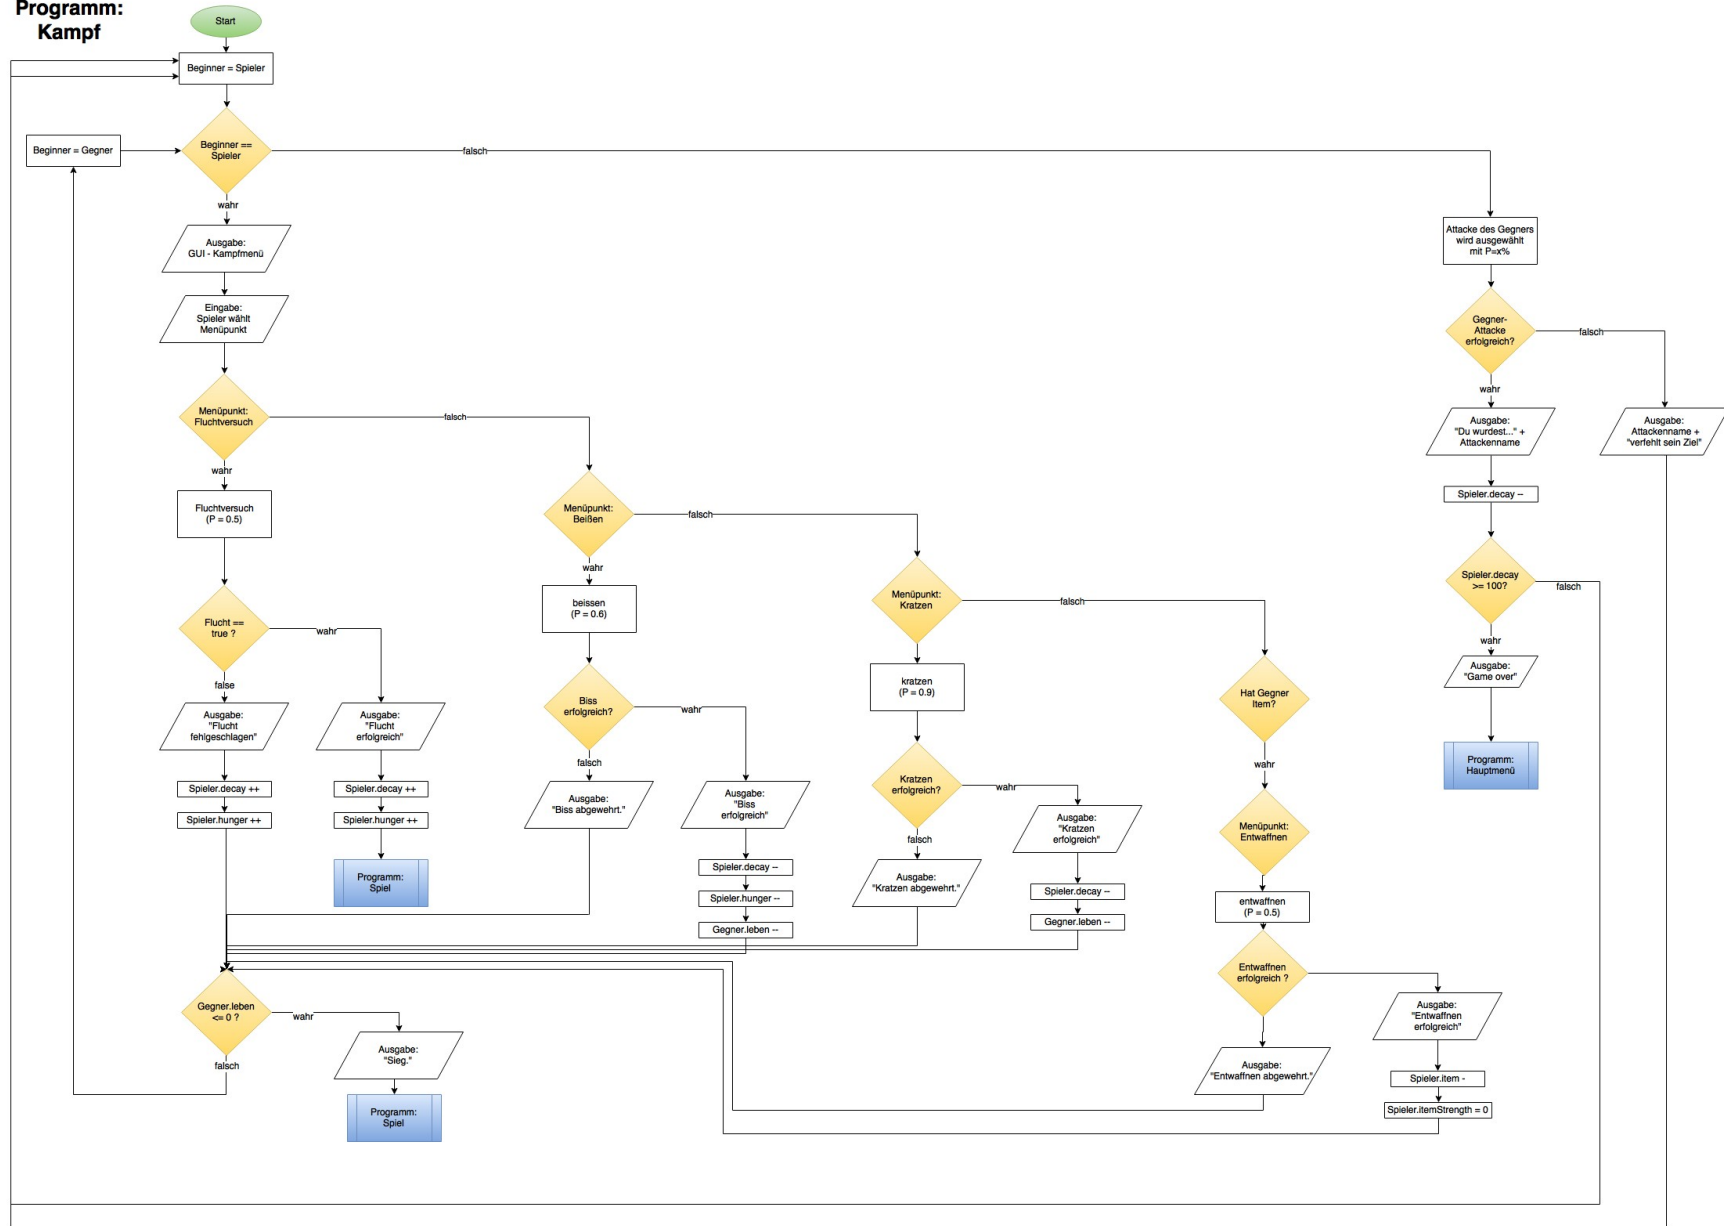 Programm:
Kampf
Start
Beginner = Spieler
Beginner = Gegner
Beginner ==
Spieler
falsch
wahr
Ausgabe:
GUI - Kampfmenü
Eingabe:
Spieler wählt
Menüpunkt
Menüpunkt:
Fluchtversuch
falsch
wahr
Fluchtversuch
(P = 0.5)
Flucht ==
true ?
wahr
false
Ausgabe:
"Flucht
fehlgeschlagen"
Spieler.decay ++
Spieler.hunger ++
Ausgabe:
"Flucht
erfolgreich"
Spieler.decay ++
Spieler.hunger ++
Programm:
Spiel
Menüpunkt:
Beißen
falsch
wahr
beissen
(P = 0.6)
Biss
erfolgreich?
wahr
falsch
Ausgabe:
"Biss abgewehrt."
Ausgabe:
"Biss
erfolgreich"
Spieler.decay --
Spieler.hunger --
Gegner.leben --
Menüpunkt:
Kratzen
falsch
wahr
kratzen
(P = 0.9)
Kratzen
erfolgreich?
wahr
falsch
Ausgabe:
"Kratzen abgewehrt."
Ausgabe:
"Kratzen
erfolgreich"
Spieler.decay --
Gegner.leben --
Hat Gegner
Item?
wahr
Menüpunkt:
Entwaffnen
entwaffnen
(P = 0.5)
Entwaffnen
erfolgreich ?
Ausgabe:
"Entwaffnen abgewehrt."
Ausgabe:
"Entwaffnen
erfolgreich"
Spieler.item -
Spieler.itemStrength = 0
Gegner.leben
<= 0 ?
wahr
falsch
Ausgabe:
"Sieg."
Programm:
Spiel
Attacke des Gegners
wird ausgewählt
mit P=x%
Gegner-
Attacke
erfolgreich?
falsch
wahr
Ausgabe:
"Du wurdest..." +
Attackenname
Ausgabe:
Attackenname +
"verfehlt sein Ziel"
Spieler.decay --
Spieler.decay
>= 100?
falsch
wahr
Ausgabe:
"Game over"
Programm:
Hauptmenü